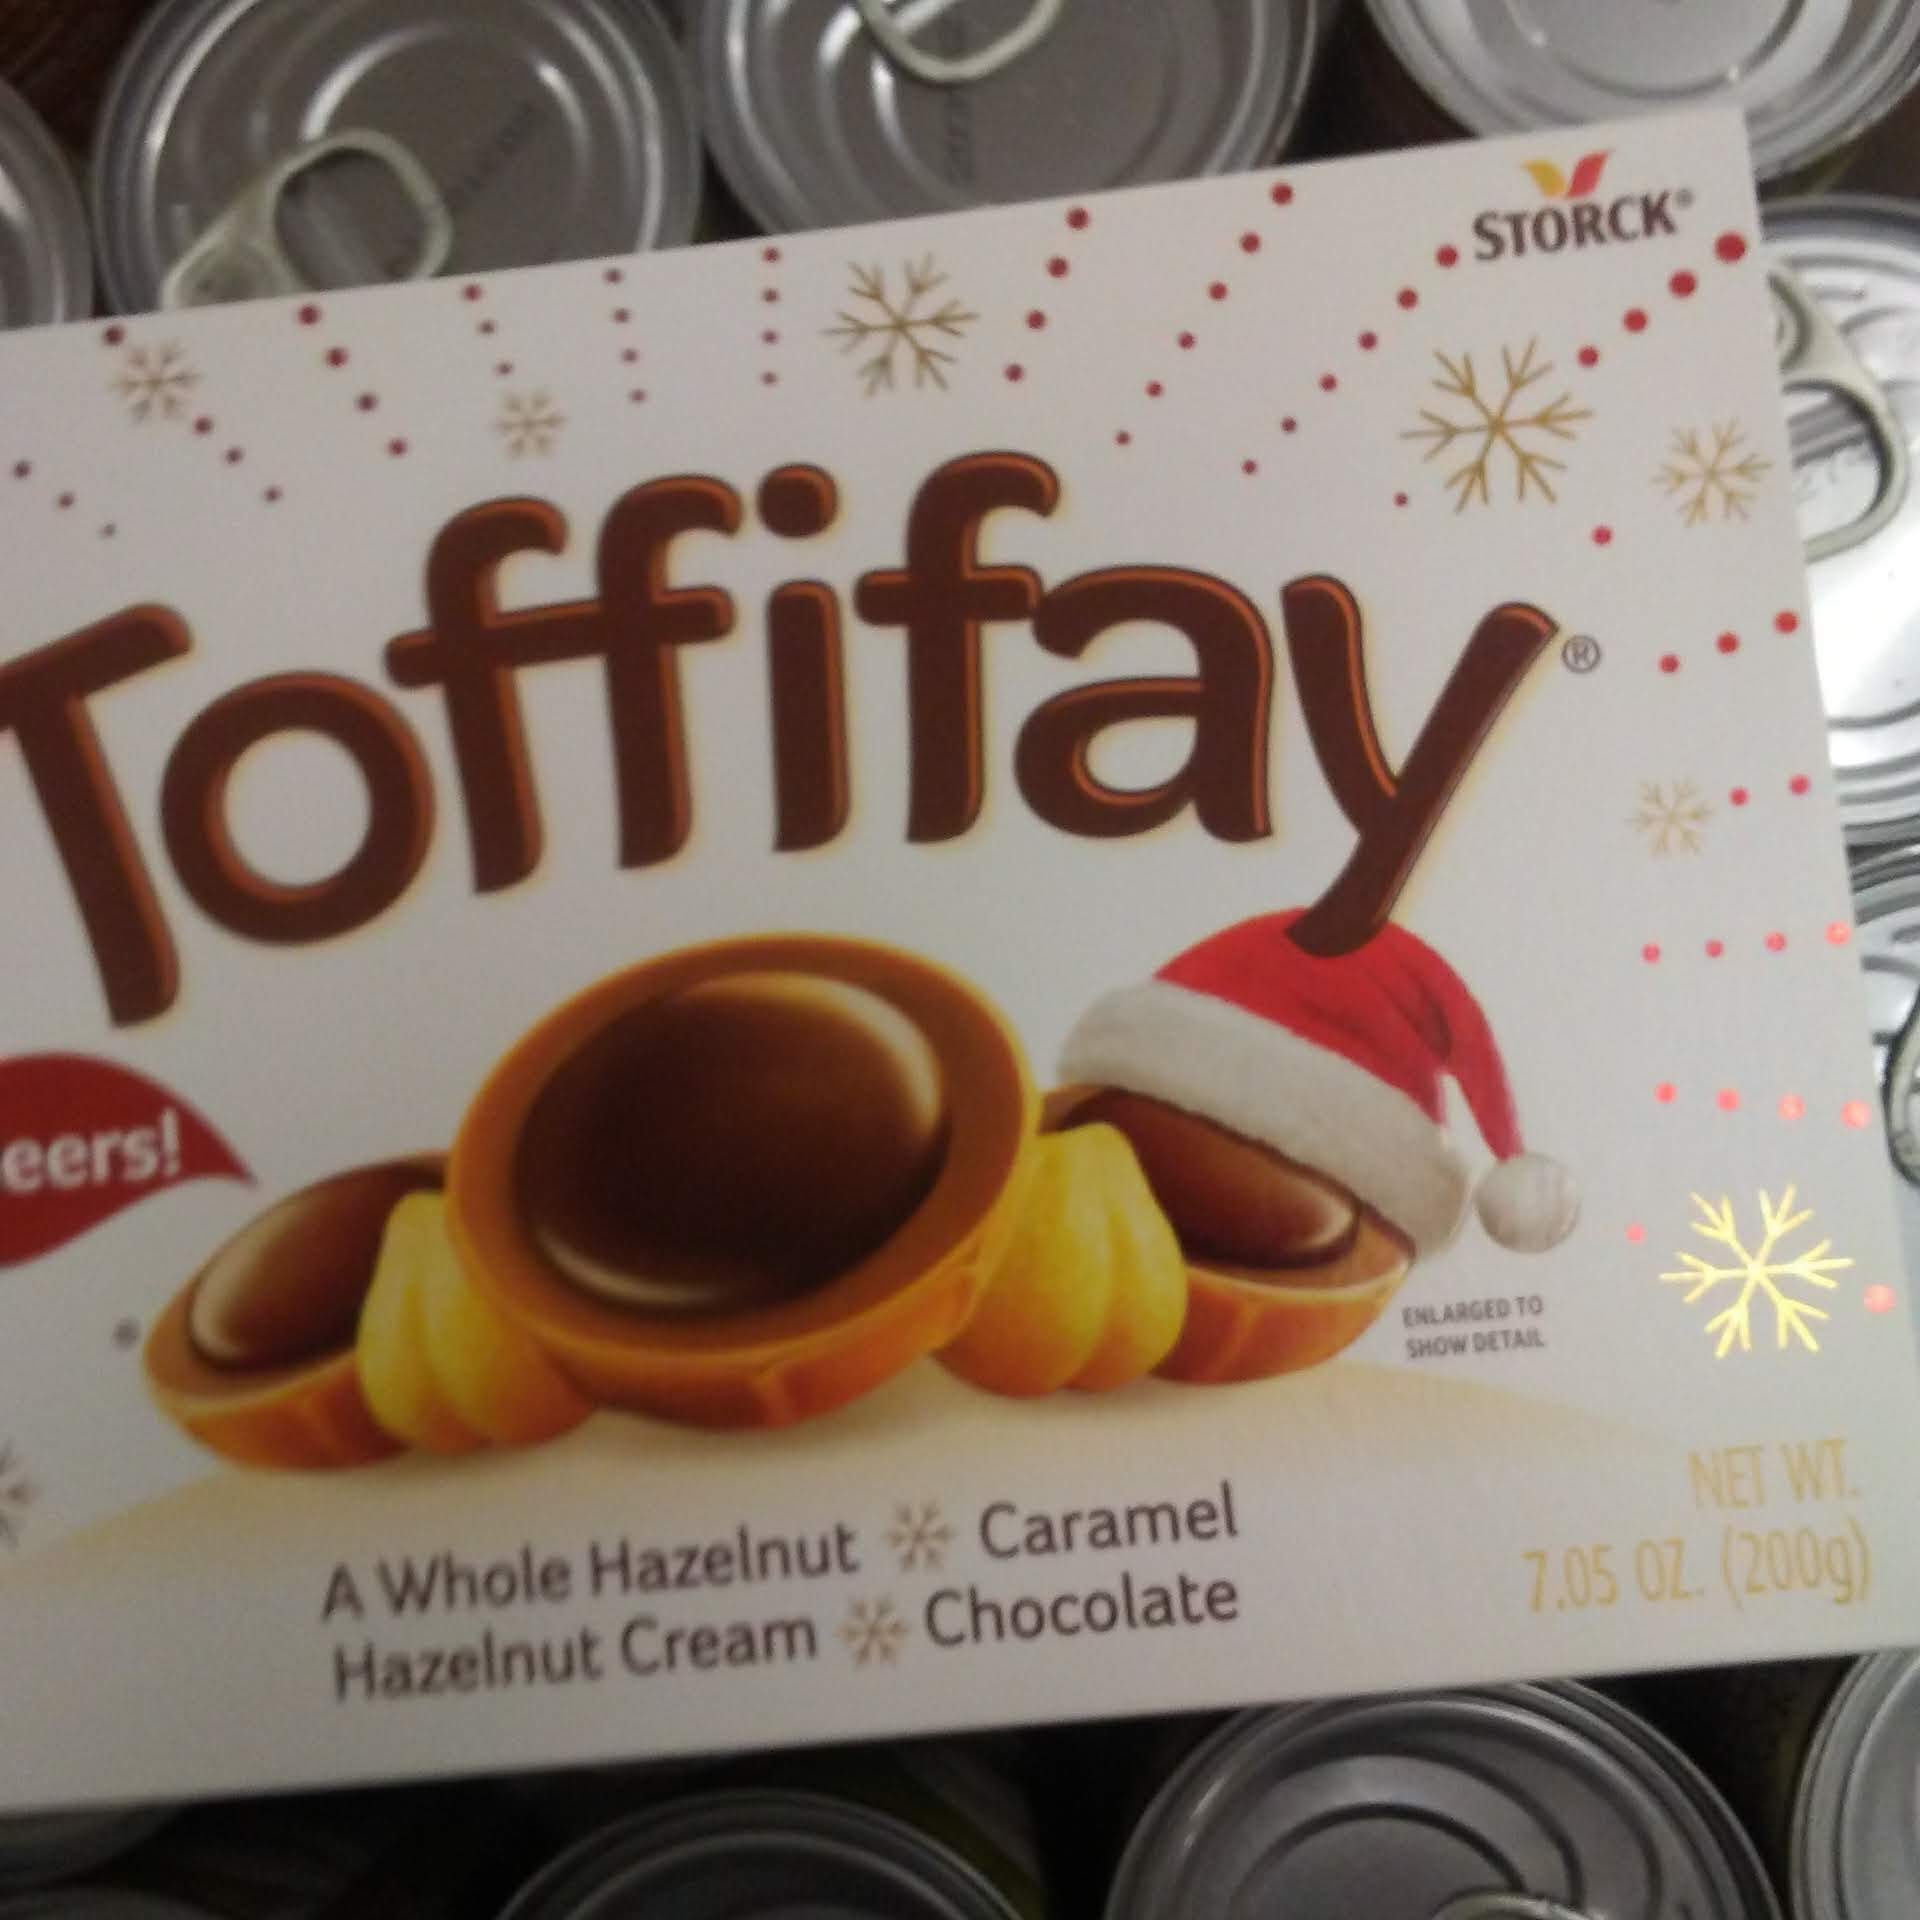 STORCK®
Toffifay®
eers!
ENLARGED TO
SHOW DETAIL
A Whole Hazelnut Caramel
Hazelnut Cream Chocolate
NET WT.
7.05 OZ. (200g)